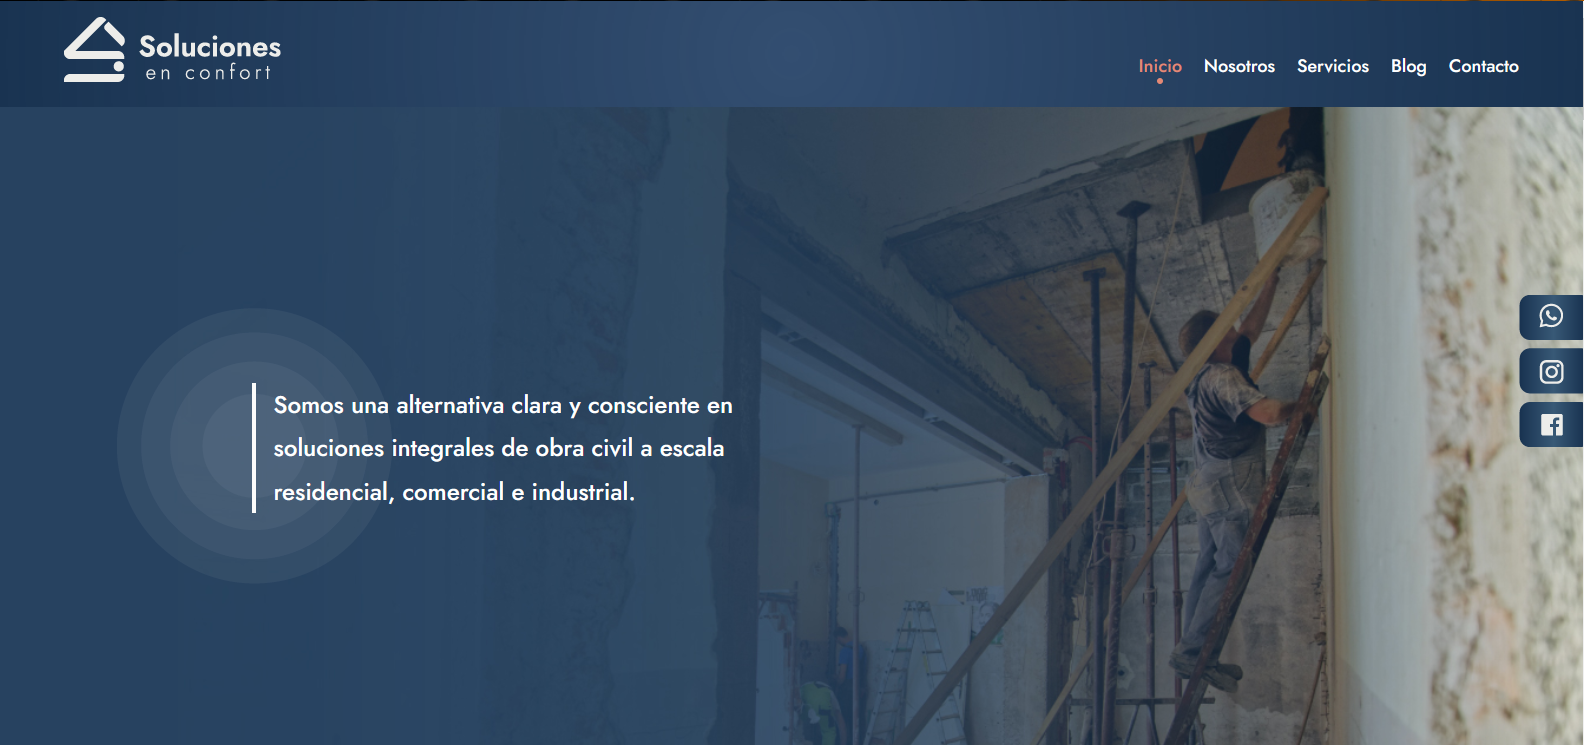 Soluciones
en confort
Inicio Nosotros Servicios Blog Contacto
Somos una alternativa clara y consciente en
soluciones integrales de obra civil a escala
residencial, comercial e industrial.